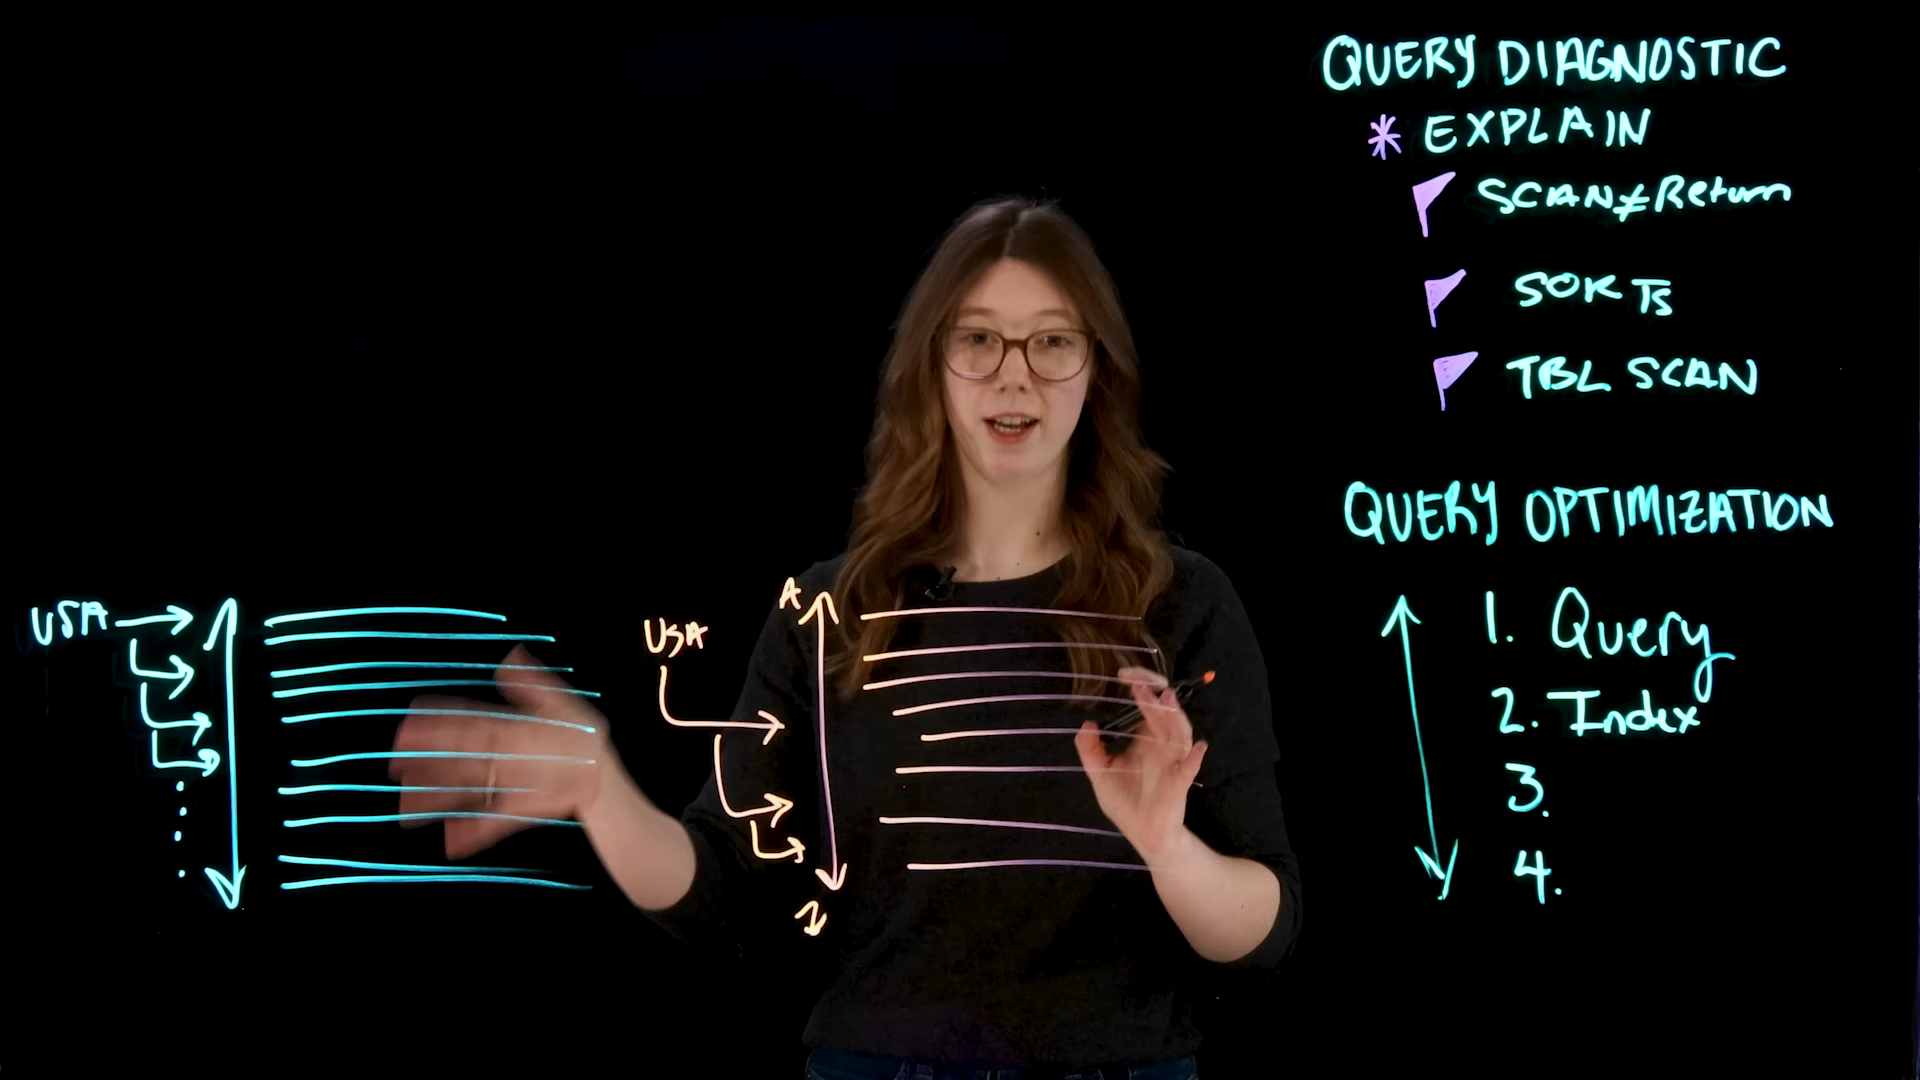 QUERY DIAGNOSTIC
* EXPLAIN
SCAN ≠ Return
SORTS
TBL SCAN
QUERY OPTIMIZATION
1. Query
2. Index
3.
4.
USA
USA
A
Z